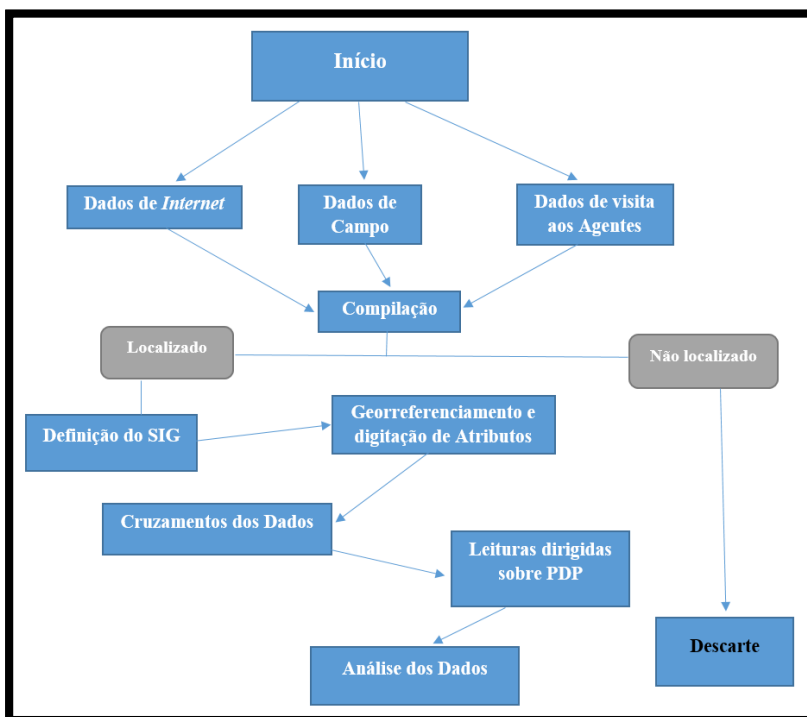 Início
Dados de Internet
Dados de
Campo
Dados de visita
aos Agentes
Compilação
Localizado
Não localizado
Definição do SIG
Georreferenciamento e
digitação de Atributos
Cruzamentos dos Dados
Leituras dirigidas
sobre PDP
Descarte
Análise dos Dados